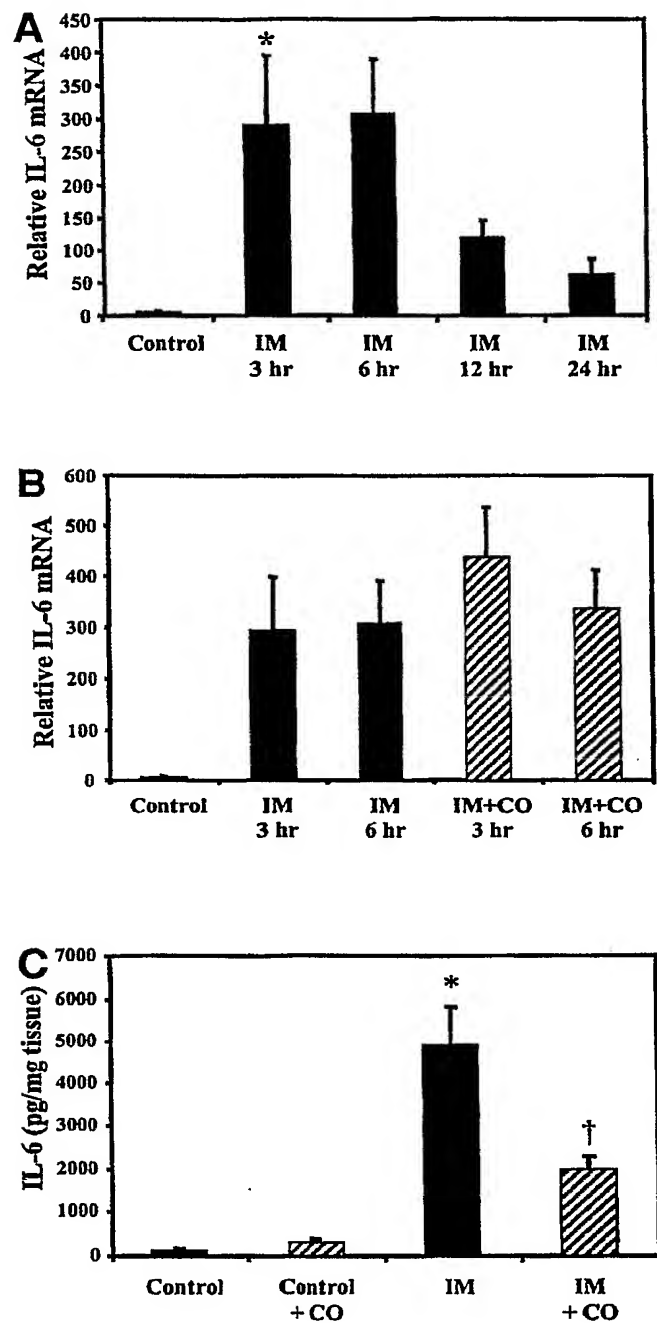 A
Relative IL-6 mRNA
450
400
350
300
250
200
150
100
50
0
*
Control
IM
3 hr
IM
6 hr
IM
12 hr
IM
24 hr
B
Relative IL-6 mRNA
600
500
400
300
200
100
0
Control
IM
3 hr
IM
6 hr
IM+CO
3 hr
IM+CO
6 hr
C
IL-6 (pg/mg tissue)
7000
6000
5000
4000
3000
2000
1000
0
*
†
Control
Control
+ CO
IM
IM
+ CO